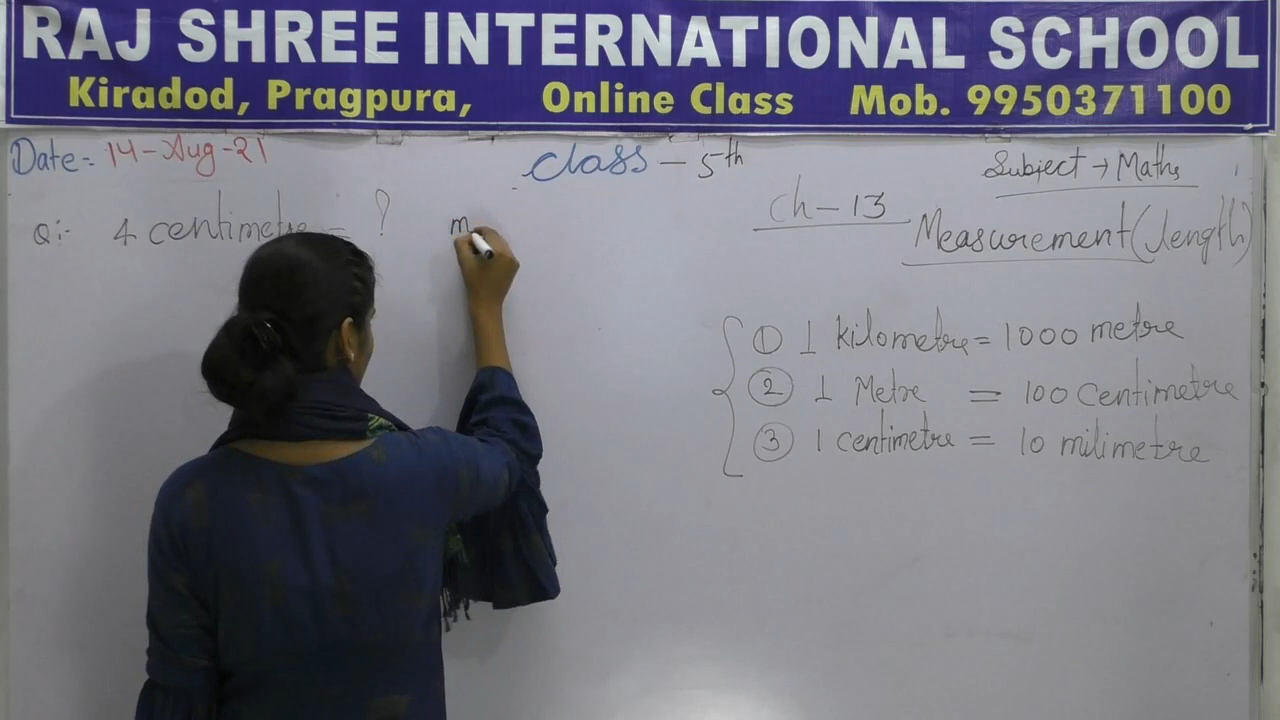 RAJ SHREE INTERNATIONAL SCHOOL
Kiradod, Pragpura, Online Class Mob. 9950371100
Date:- 14-Aug-21 Class - 5th Subject → Maths
Ch-13
Measurement (length)
Q:- 4 centimetre = ? m
① 1 kilometre = 1000 metre
② 1 Metre = 100 Centimetre
③ 1 centimetre = 10 milimetre